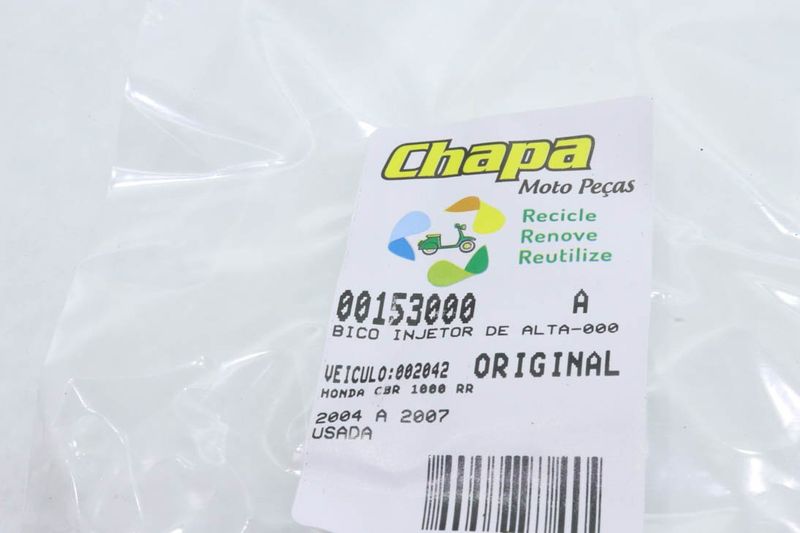 Chapa
Moto Peças
Recicle
Renove
Reutilize
00153000 A
BICO INJETOR DE ALTA-000
VEICULO:002042 ORIGINAL
HONDA CBR 1000 RR
2004 A 2007
USADA